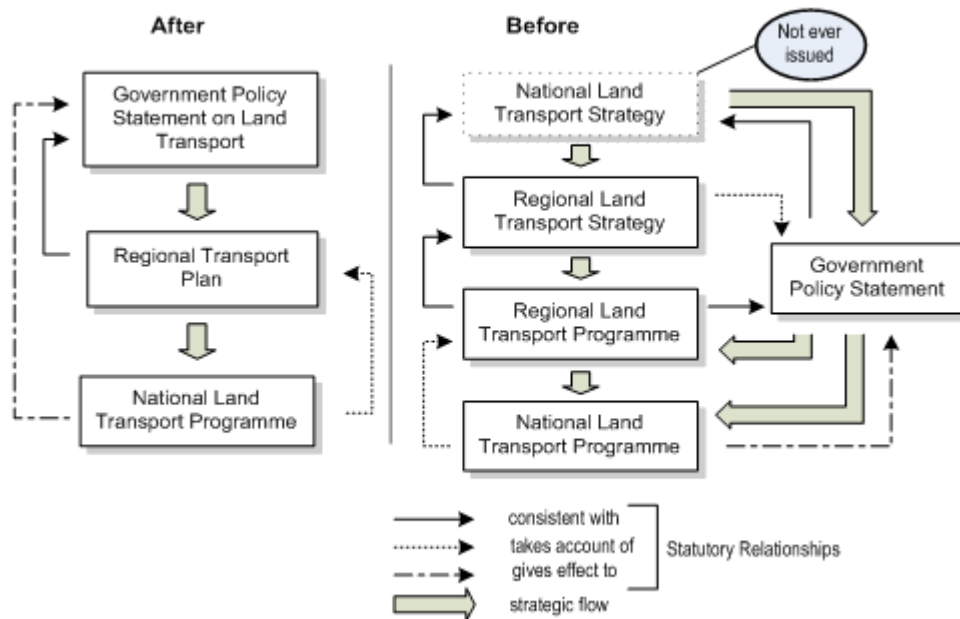 After
Government Policy
Statement on Land
Transport
Regional Transport
Plan
National Land
Transport Programme
Before
Not ever
issued
National Land
Transport Strategy
Regional Land
Transport Strategy
Government
Policy Statement
Regional Land
Transport Programme
National Land
Transport Programme
consistent with
takes account of
gives effect to
Statutory Relationships
strategic flow